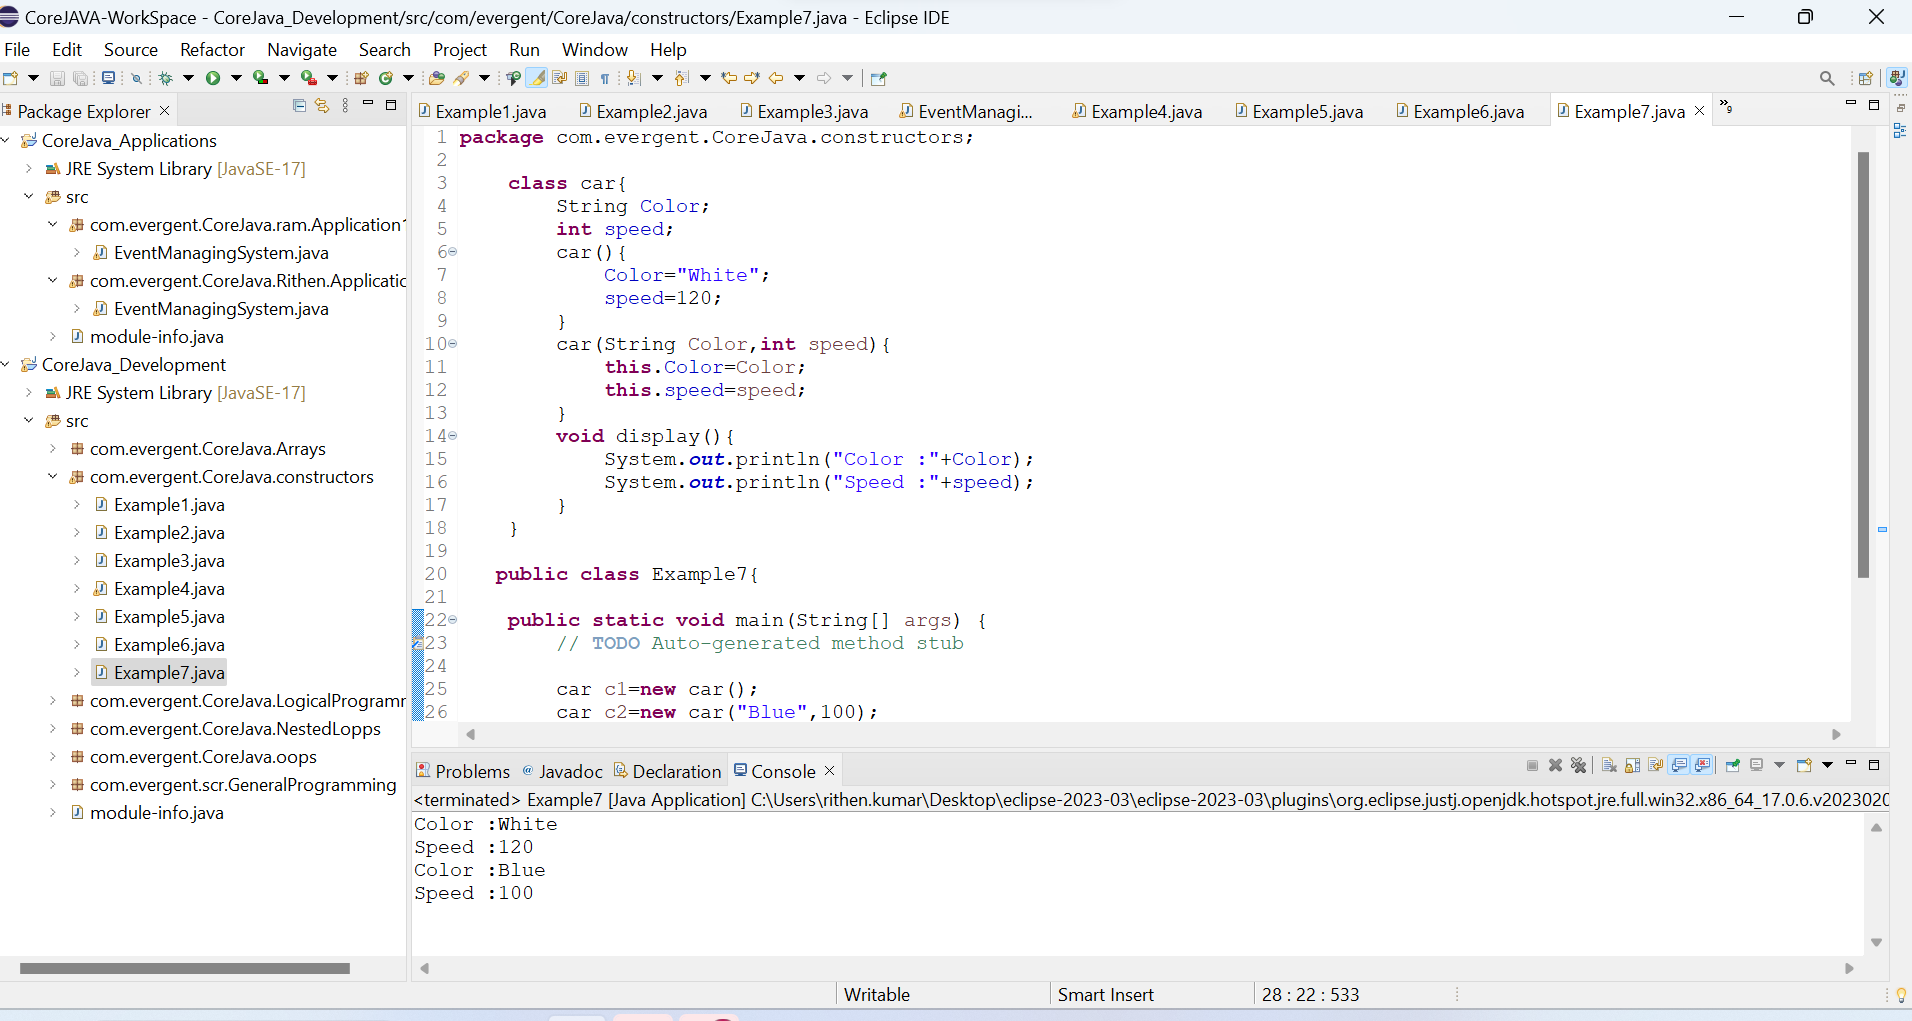 CoreJAVA-WorkSpace - CoreJava_Development/src/com/evergent/CoreJava/constructors/Example7.java - Eclipse IDE
File Edit Source Refactor Navigate Search Project Run Window Help
Package Explorer
CoreJava_Applications
JRE System Library [JavaSE-17]
src
com.evergent.CoreJava.ram.Application1
EventManagingSystem.java
com.evergent.CoreJava.Rithen.Applicatic
EventManagingSystem.java
module-info.java
CoreJava_Development
JRE System Library [JavaSE-17]
src
com.evergent.CoreJava.Arrays
com.evergent.CoreJava.constructors
Example1.java
Example2.java
Example3.java
Example4.java
Example5.java
Example6.java
Example7.java
com.evergent.CoreJava.LogicalProgramr
com.evergent.CoreJava.NestedLopps
com.evergent.CoreJava.oops
com.evergent.scr.GeneralProgramming
module-info.java
Example1.java Example2.java Example3.java EventManagi... Example4.java Example5.java Example6.java Example7.java »9
1 package com.evergent.CoreJava.constructors;
2
3 class car{
4 String Color;
5 int speed;
6 car(){
7 Color="White";
8 speed=120;
9 }
10 car(String Color,int speed){
11 this.Color=Color;
12 this.speed=speed;
13 }
14 void display(){
15 System.out.println("Color :"+Color);
16 System.out.println("Speed :"+speed);
17 }
18 }
19
20 public class Example7{
21
22 public static void main(String[] args) {
23 // TODO Auto-generated method stub
24
25 car c1=new car();
26 car c2=new car("Blue",100);
Problems Javadoc Declaration Console
<terminated> Example7 [Java Application] C:\Users\rithen.kumar\Desktop\eclipse-2023-03\eclipse-2023-03\plugins\org.eclipse.justj.openjdk.hotspot.jre.full.win32.x86_64_17.0.6.v2023020
Color :White
Speed :120
Color :Blue
Speed :100
Writable Smart Insert 28 : 22 : 533